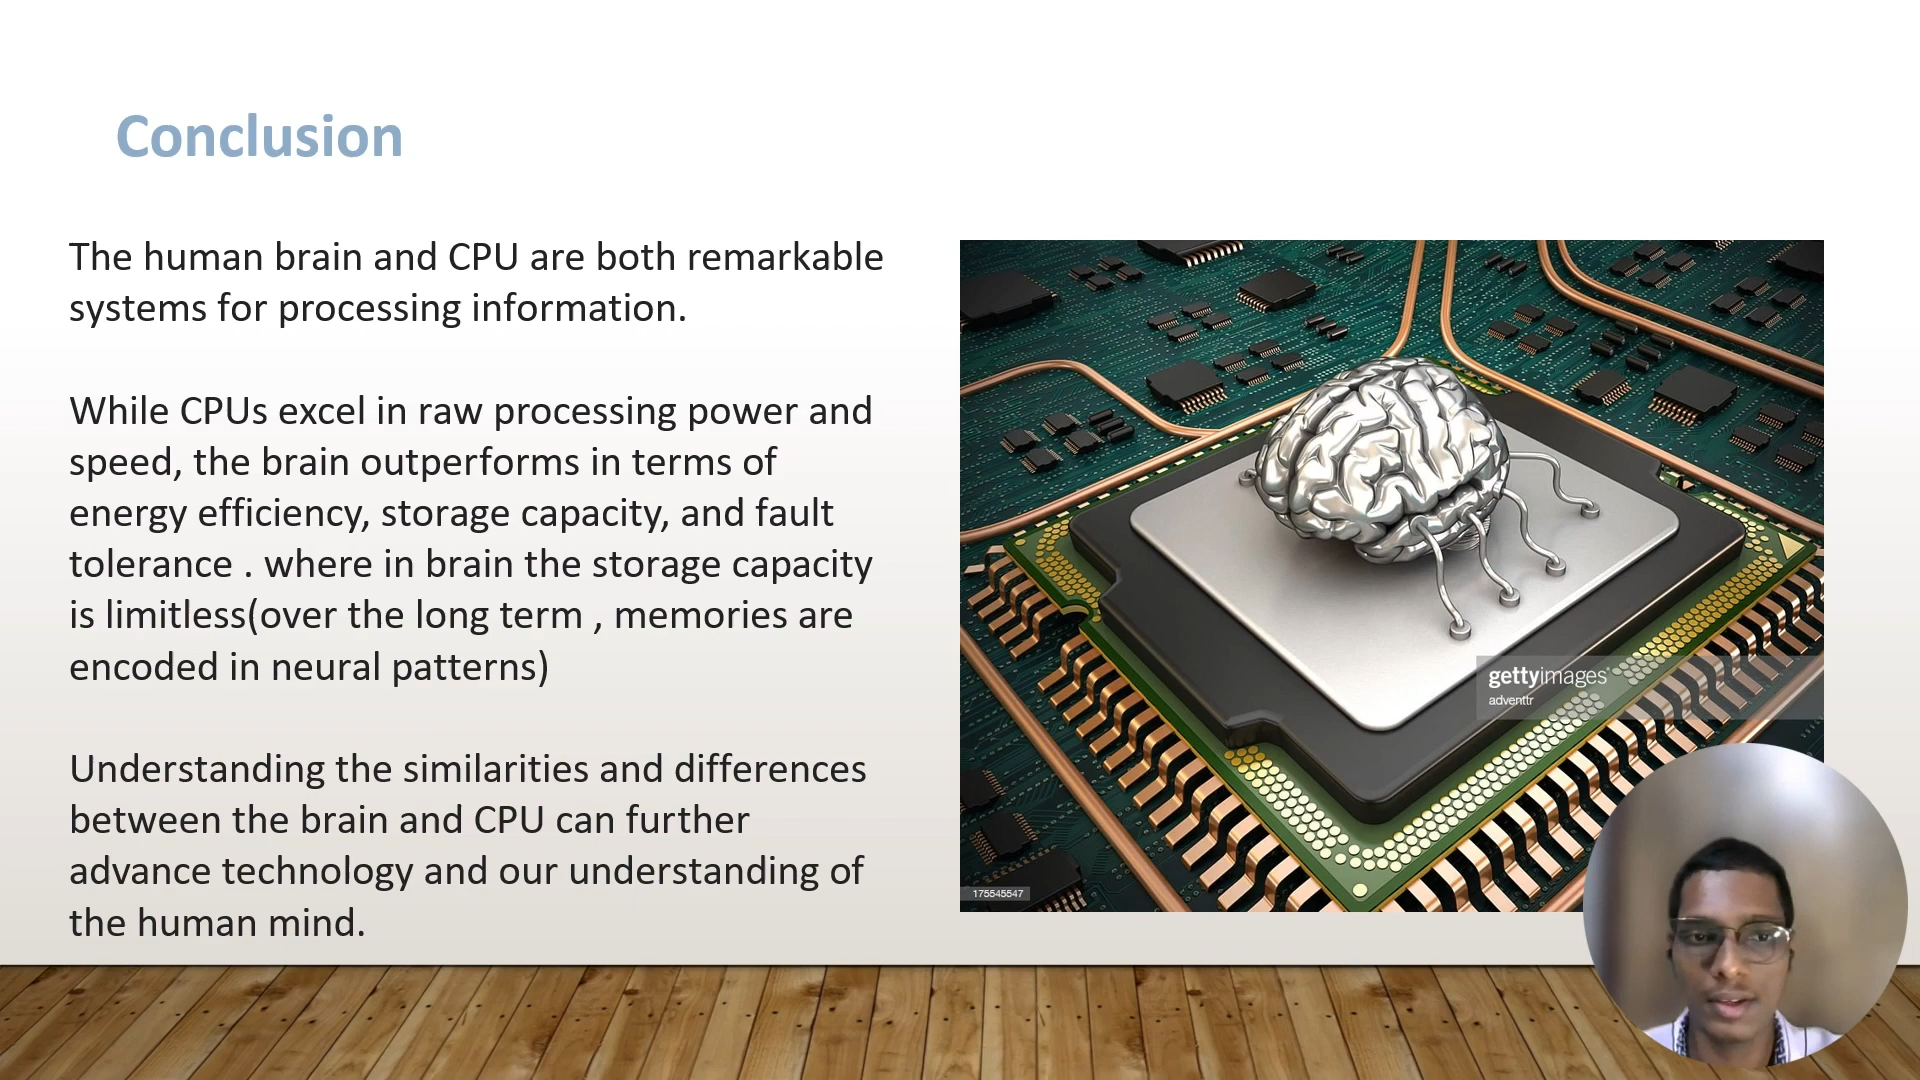 Conclusion
The human brain and CPU are both remarkable
systems for processing information.
While CPUs excel in raw processing power and
speed, the brain outperforms in terms of
energy efficiency, storage capacity, and fault
tolerance . where in brain the storage capacity
is limitless(over the long term , memories are
encoded in neural patterns)
Understanding the similarities and differences
between the brain and CPU can further
advance technology and our understanding of
the human mind.
gettyimages
adventtr
175545547